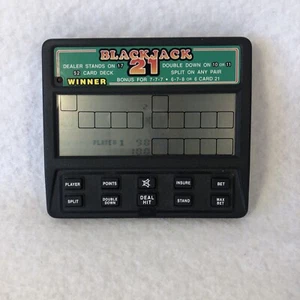 BLACKJACK
21
DEALER STANDS ON 17
DOUBLE DOWN ON 10 OR 11
52 CARD DECK
SPLIT ON ANY PAIR
WINNER
BONUS FOR 7-7-7 • 6-7-8 OR 6 CARD 21
PLAYER 1
PLAYER
POINTS
INSURE
BET
SPLIT
DOUBLE DOWN
DEAL HIT
STAND
MAX BET